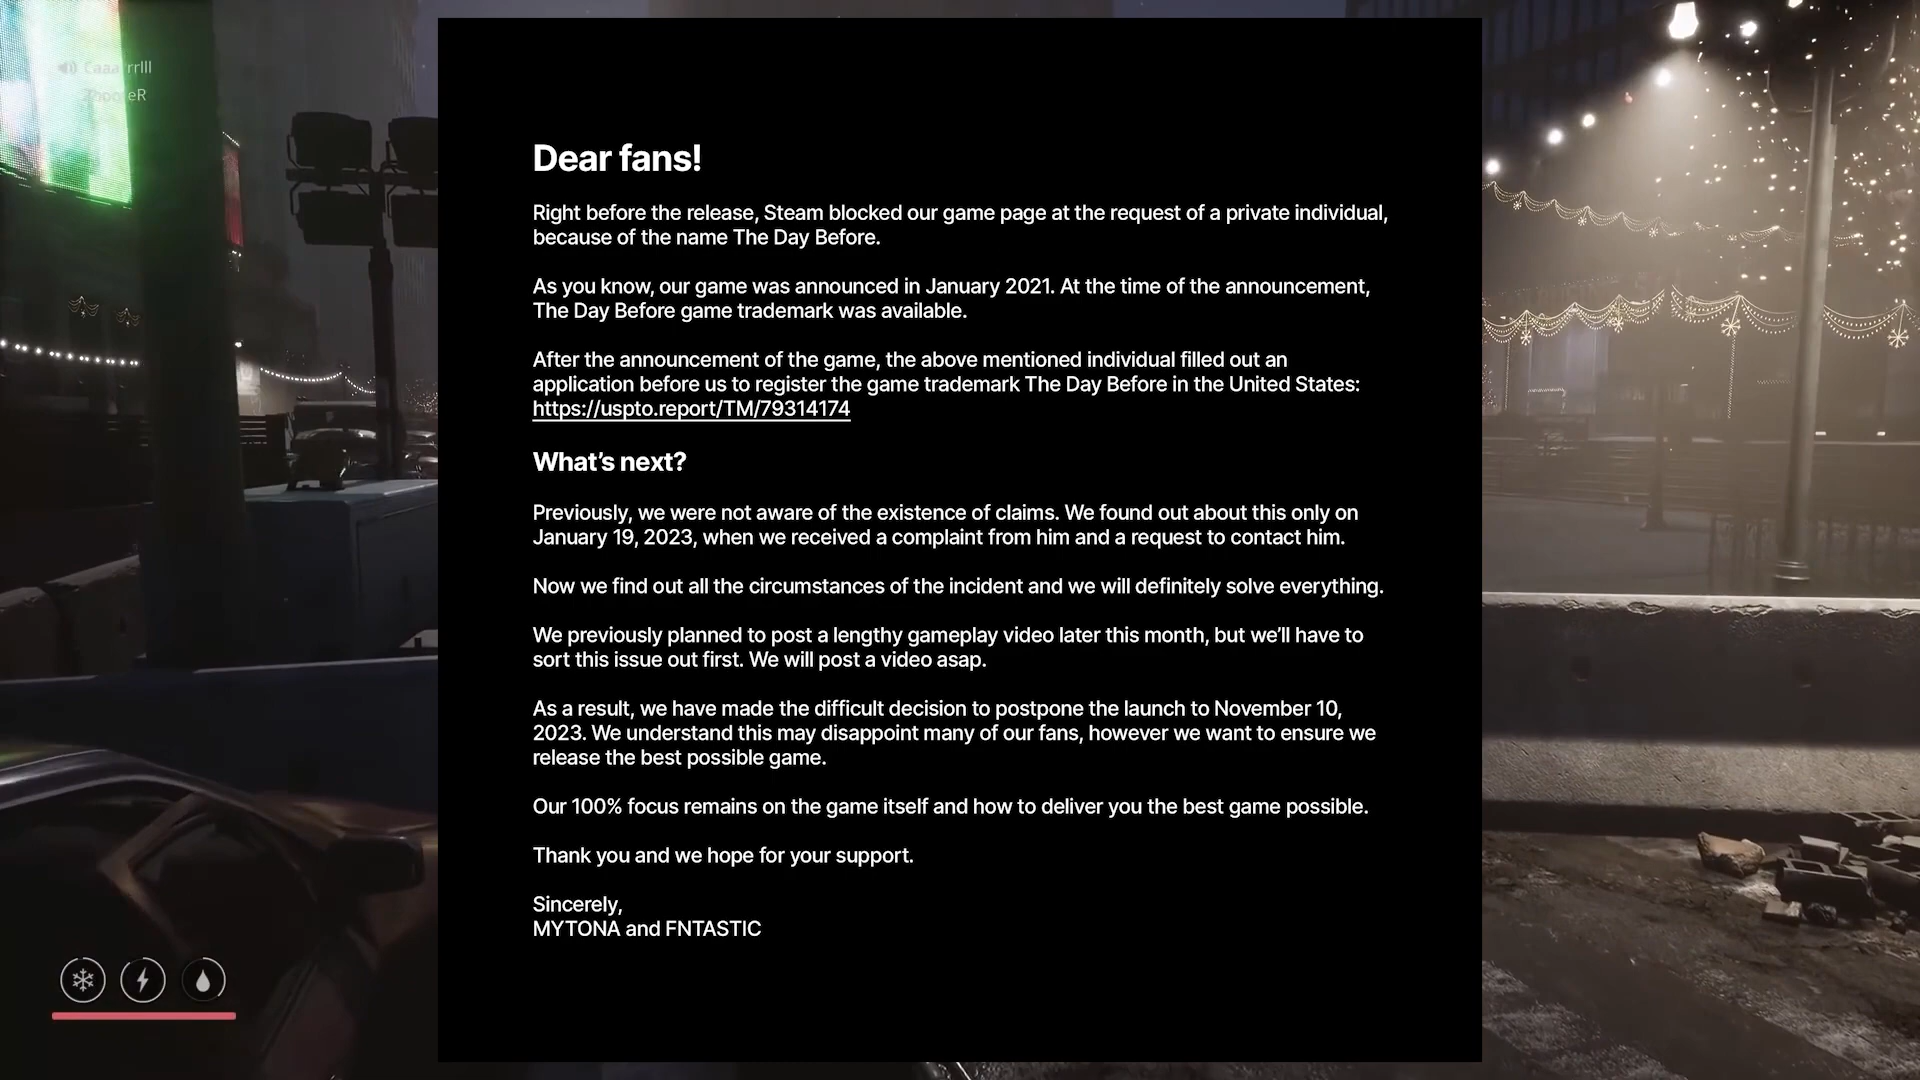 Caaa rrlll
eR
Dear fans!
Right before the release, Steam blocked our game page at the request of a private individual,
because of the name The Day Before.
As you know, our game was announced in January 2021. At the time of the announcement,
The Day Before game trademark was available.
After the announcement of the game, the above mentioned individual filled out an
application before us to register the game trademark The Day Before in the United States:
https://uspto.report/TM/79314174
What's next?
Previously, we were not aware of the existence of claims. We found out about this only on
January 19, 2023, when we received a complaint from him and a request to contact him.
Now we find out all the circumstances of the incident and we will definitely solve everything.
We previously planned to post a lengthy gameplay video later this month, but we'll have to
sort this issue out first. We will post a video asap.
As a result, we have made the difficult decision to postpone the launch to November 10,
2023. We understand this may disappoint many of our fans, however we want to ensure we
release the best possible game.
Our 100% focus remains on the game itself and how to deliver you the best game possible.
Thank you and we hope for your support.
Sincerely,
MYTONA and FNTASTIC